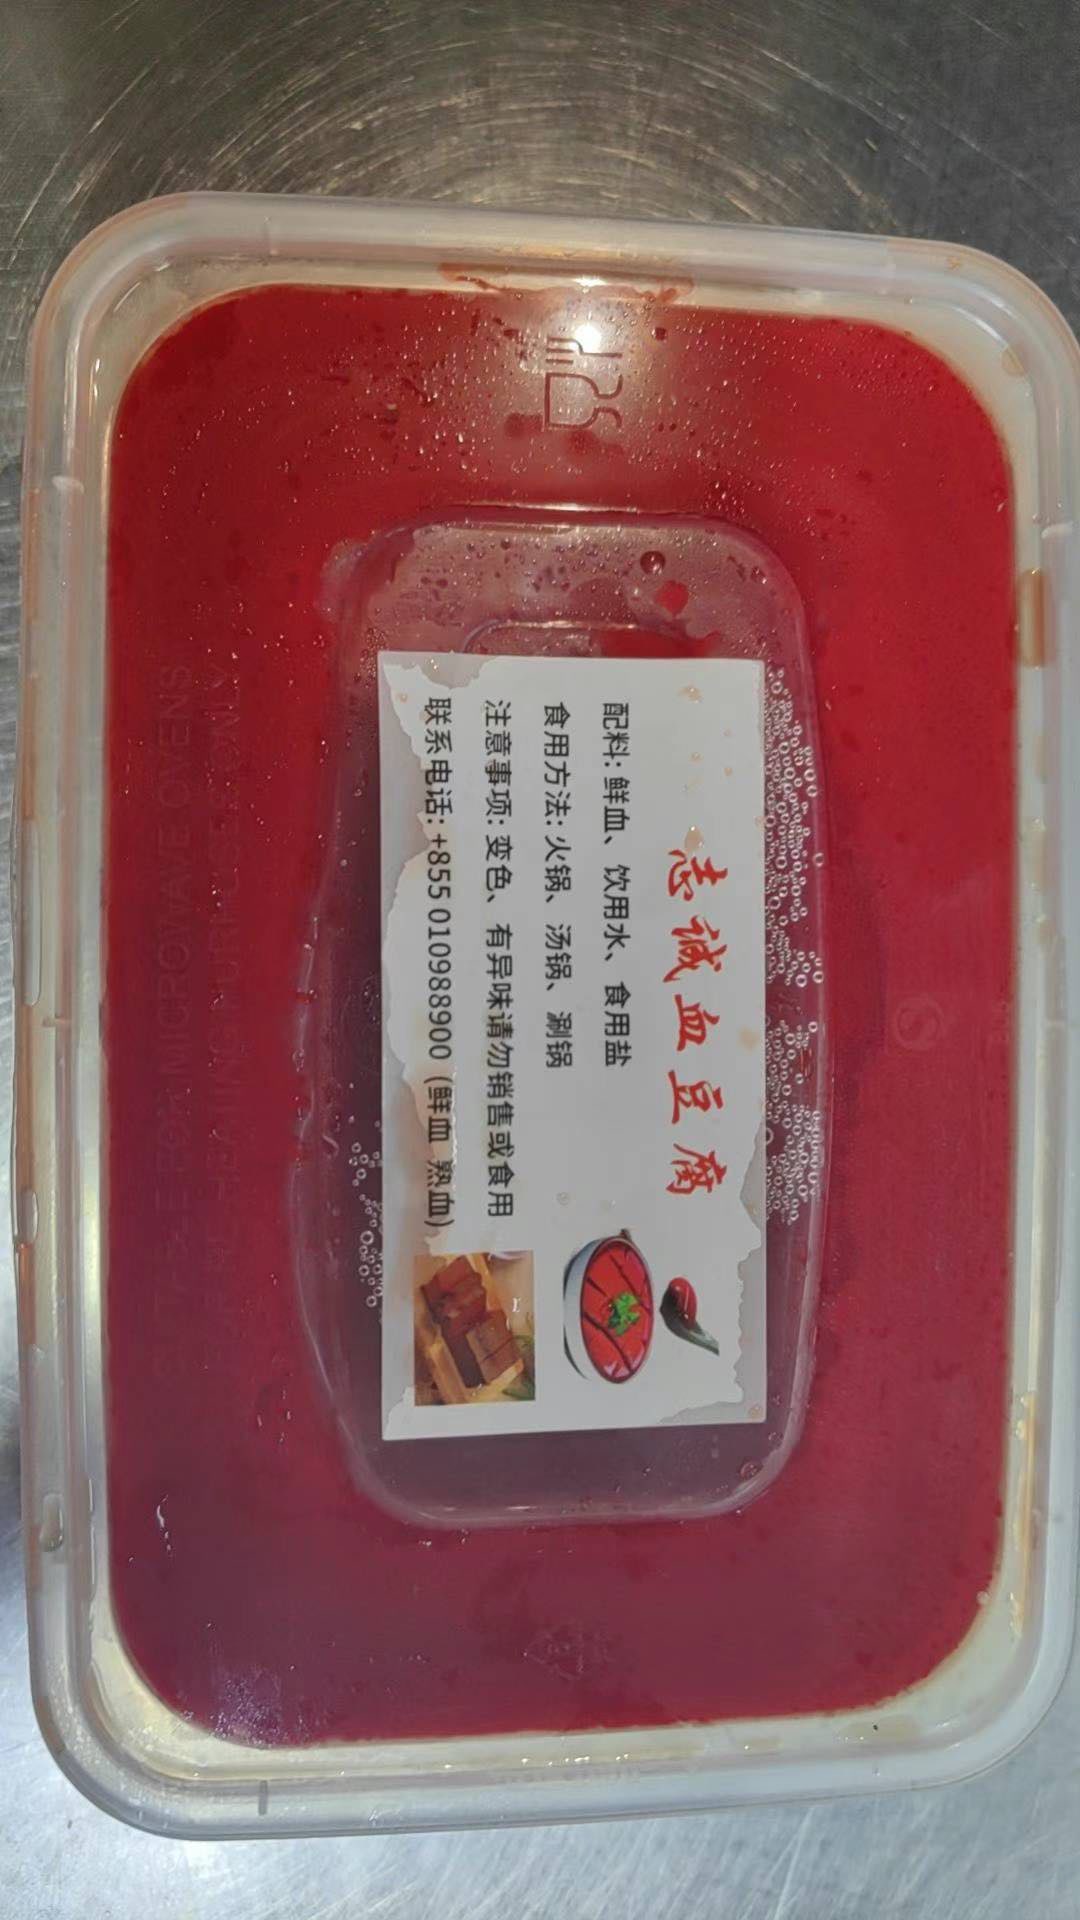 志诚血豆腐
配料: 鲜血、饮用水、食用盐
食用方法: 火锅、汤锅、涮锅
注意事项: 变色、有异味请勿销售或食用
联系电话: +855 010988900 (鲜血 熟血)
MICROWAVE OVENS